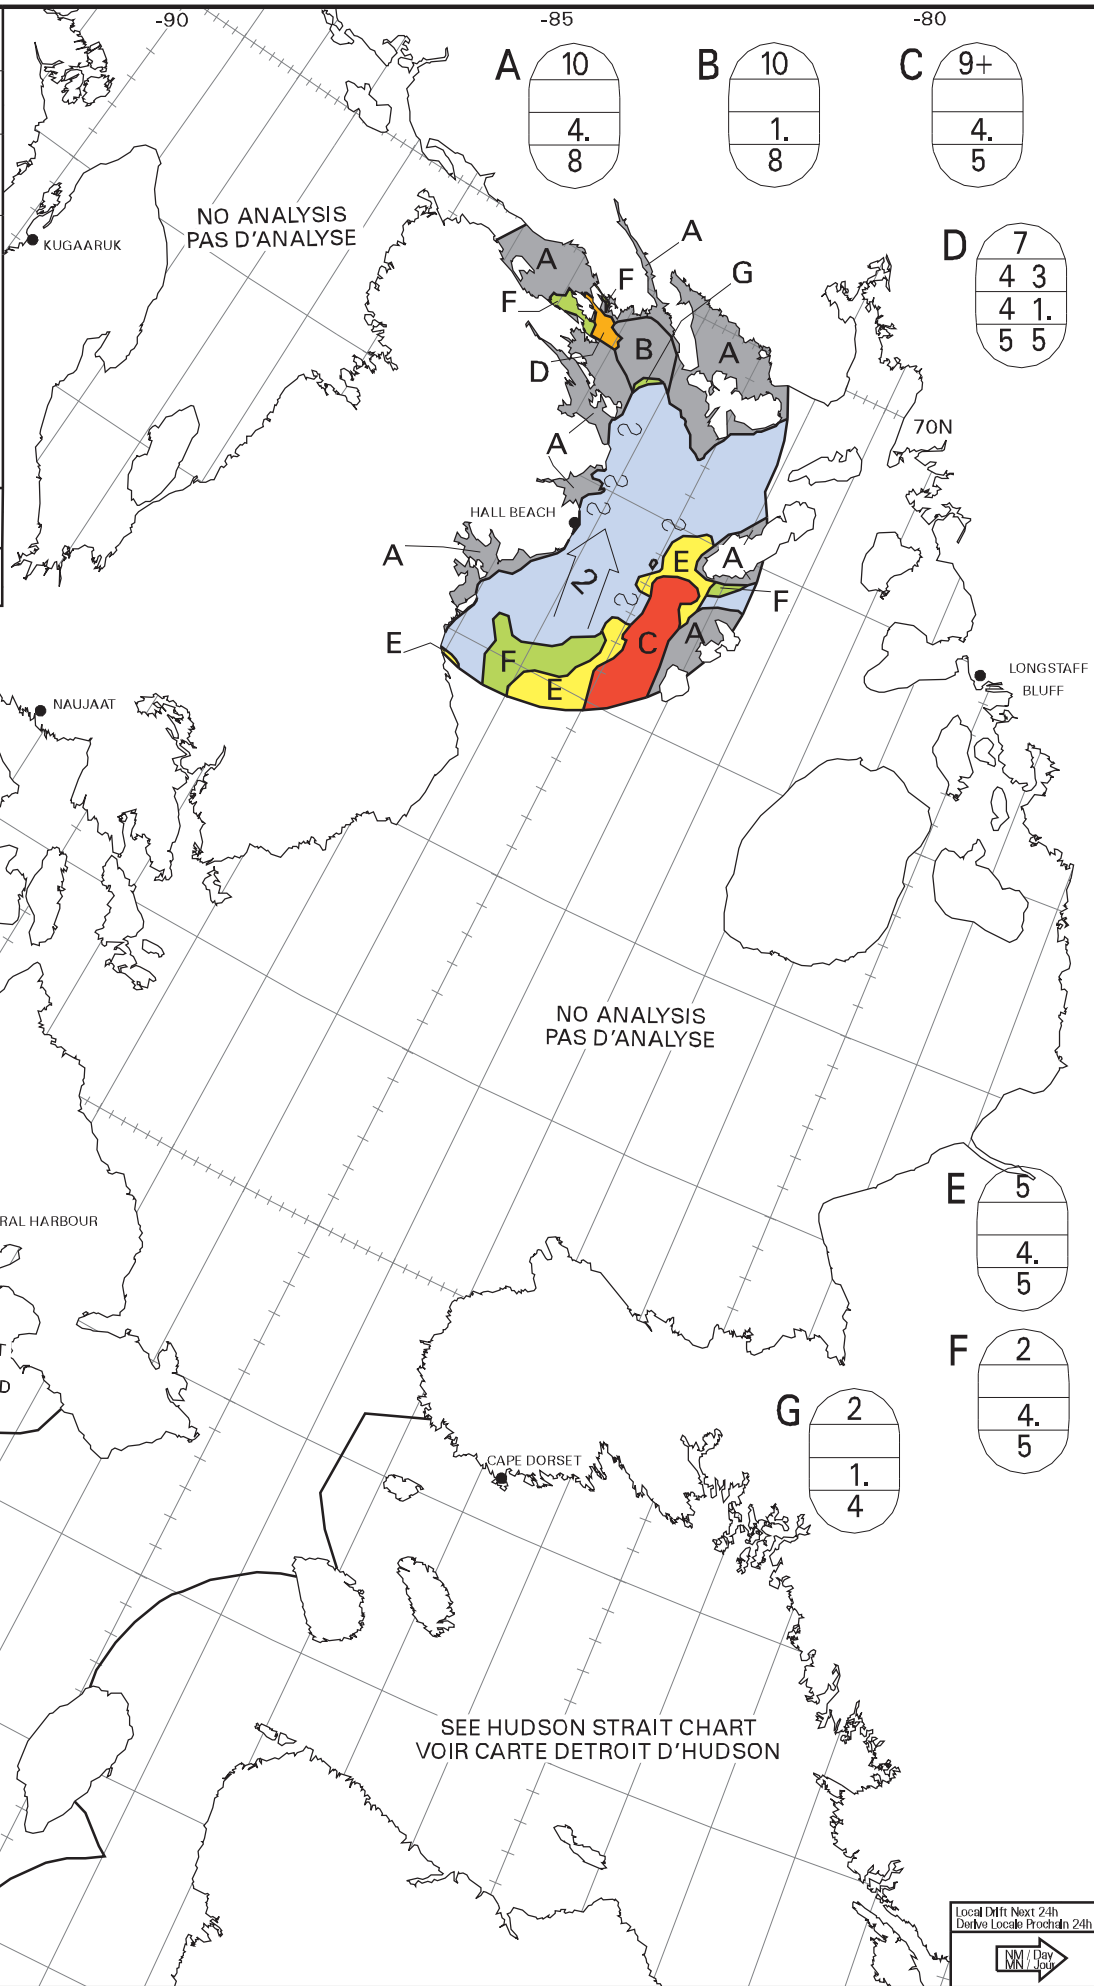 -90
-85
-80
A
10
4.
8
B
10
1.
8
C
9+
4.
5
D
7
4 3
4 1.
5 5
NO ANALYSIS
PAS D'ANALYSE
KUGAARUK
A
A
F
G
F
B
A
D
70N
A
HALL BEACH
A
E
A
2
F
A
E
C
F
E
LONGSTAFF
BLUFF
NAUJAAT
NO ANALYSIS
PAS D'ANALYSE
E
5
4.
5
RAL HARBOUR
T
D
F
2
4.
5
G
2
1.
4
CAPE DORSET
SEE HUDSON STRAIT CHART
VOIR CARTE DETROIT D'HUDSON
Local Drift Next 24h
Derive Locale Prochain 24h
NM / Day
MN / Jour